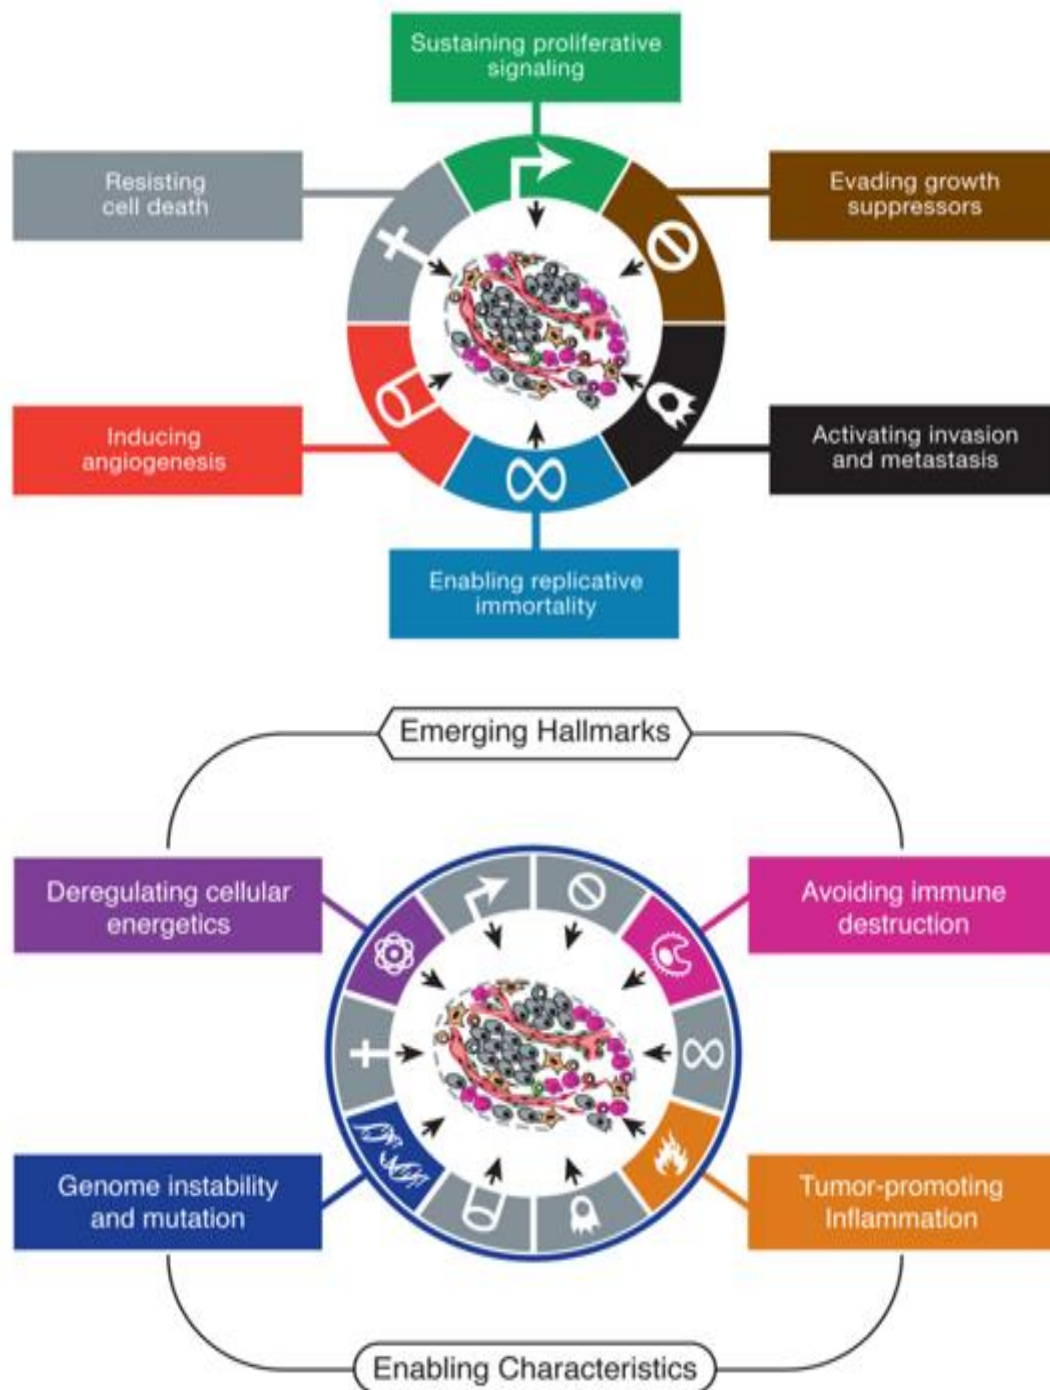 Sustaining proliferative
signaling
Resisting
cell death
Evading growth
suppressors
Inducing
angiogenesis
Activating invasion
and metastasis
Enabling replicative
immortality
Emerging Hallmarks
Deregulating cellular
energetics
Avoiding immune
destruction
Genome instability
and mutation
Tumor-promoting
Inflammation
Enabling Characteristics